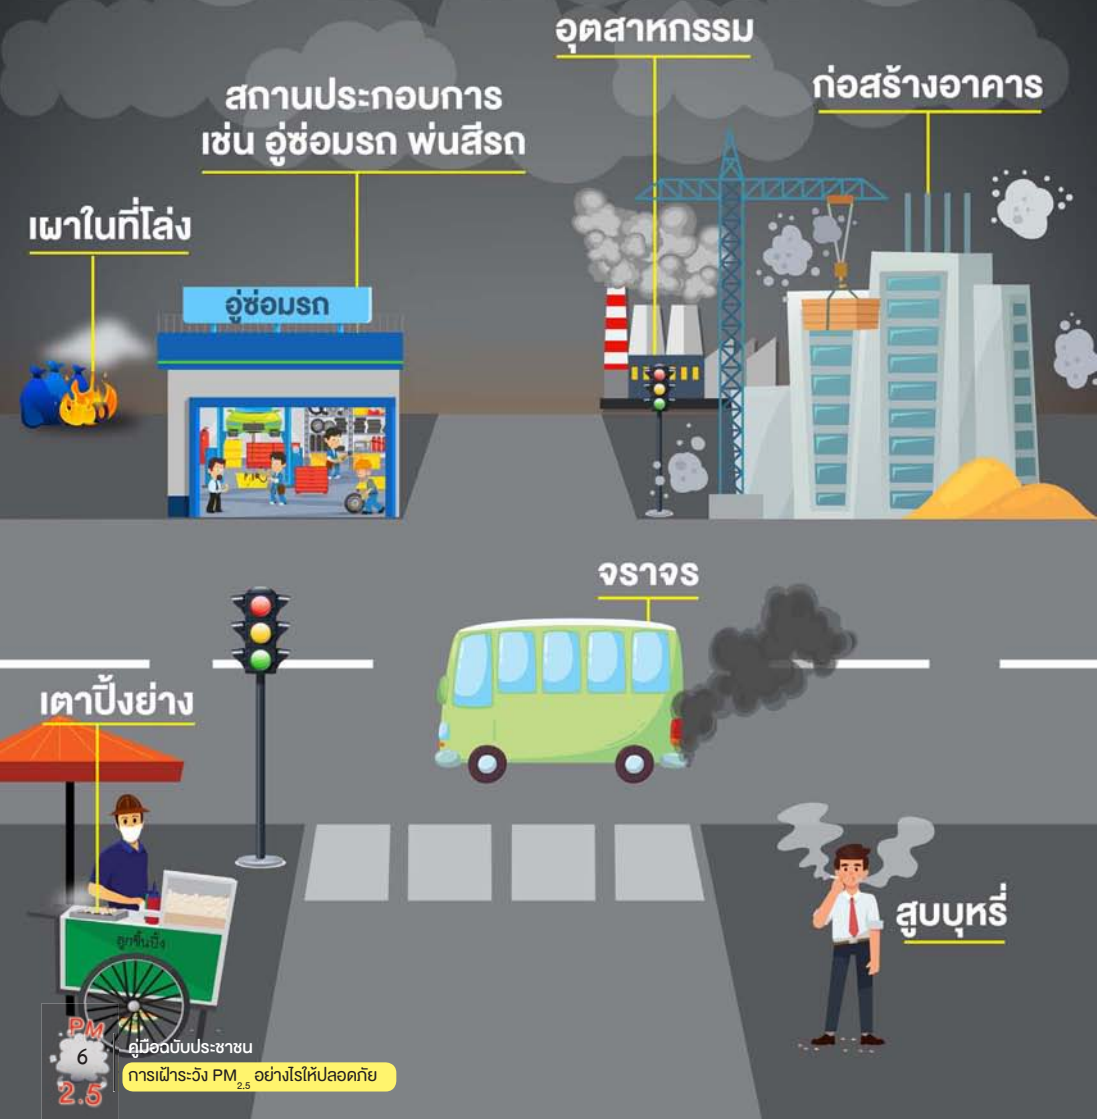 อุตสาหกรรม
ก่อสร้างอาคาร
สถานประกอบการ
เช่น อู่ซ่อมรถ พ่นสีรถ
เผาในที่โล่ง
อู่ซ่อมรถ
จราจร
เตาปิ้งย่าง
สูบบุหรี่
ลูกชิ้นปิ้ง
PM
6
2.5
คู่มือฉบับประชาชน
การเฝ้าระวัง PM2.5 อย่างไรให้ปลอดภัย